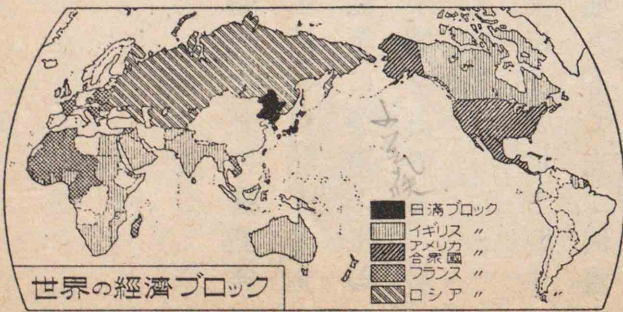 日滿ブロック
イギリス 〃
アメリカ合衆國 〃
フランス 〃
ロシア 〃
世界の經濟ブロック